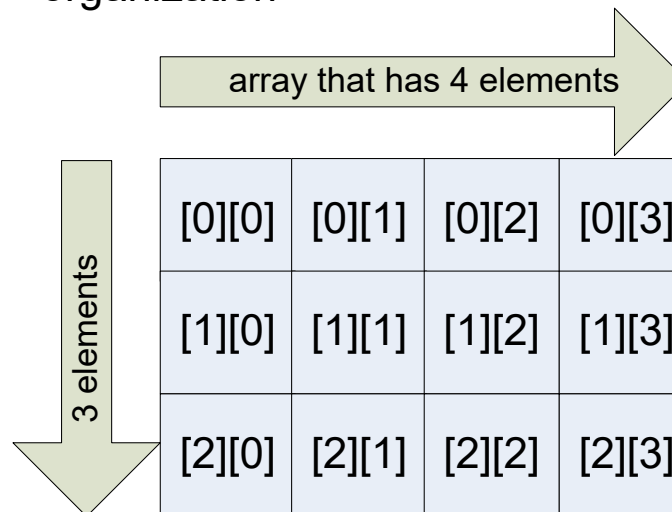 organization
array that has 4 elements
3 elements
[0][0] [0][1] [0][2] [0][3]
[1][0] [1][1] [1][2] [1][3]
[2][0] [2][1] [2][2] [2][3]